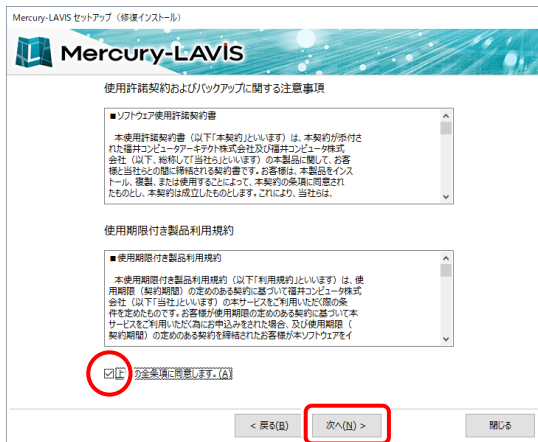 Mercury-LAVIS セットアップ（修復インストール）
Mercury-LAVIS
使用許諾契約およびバックアップに関する注意事項
■ソフトウェア使用許諾契約書
本使用許諾契約書（以下「本契約」といいます）は、本契約が添付さ
れた福井コンピュータアーキテクト株式会社及び福井コンピュータ株式
会社（以下、総称して「当社ら」といいます）の本製品に関して、お客
様と当社らとの間に締結される契約書です。お客様は、本製品をインス
トール、複製、または使用することによって、本契約の条項に同意され
たものとし、本契約は成立したものとします。これにより、当社らは、
使用期限付き製品利用規約
■使用期限付き製品利用規約
本使用期限付き製品利用規約（以下「利用規約」といいます）は、使
用期限（契約期間）の定めのある契約に基づいて福井コンピュータ株式
会社（以下「当社」といいます）の本サービスをご利用いただく際の条
件を定めたものです。お客様が使用期限の定めのある契約に基づいて本
サービスをご利用いただく為にお申込みをされた場合、及び使用期限（
契約期間）の定めのある契約を締結されたお客様が本ソフトウェアをイ
上の全条項に同意します。(A)
< 戻る(B)
次へ(N) >
閉じる